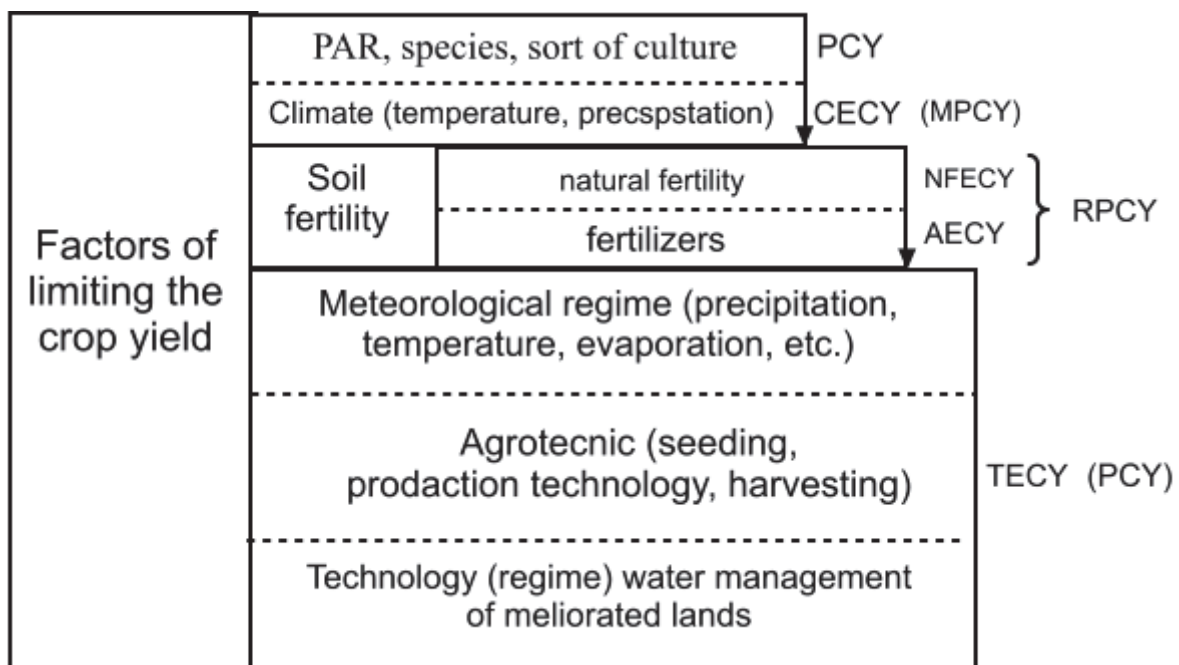 PAR, species, sort of culture
PCY
Climate (temperature, precspstation)
CECY (MPCY)
Soil
fertility
natural fertility
NFECY
fertilizers
AECY
RPCY
Factors of
limiting the
crop yield
Meteorological regime (precipitation,
temperature, evaporation, etc.)
Agrotecnic (seeding,
prodaction technology, harvesting)
TECY (PCY)
Technology (regime) water management
of meliorated lands